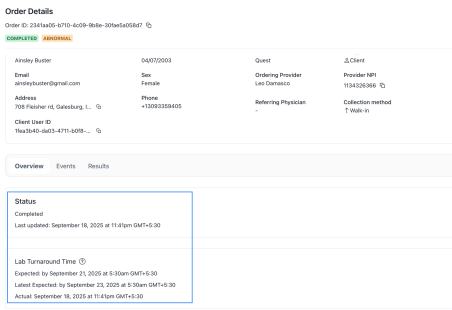 Order Details
Order ID: 2341aa05-b710-4c09-9b8e-30fae5a058d7
COMPLETED ABNORMAL
Ainsley Buster 04/07/2003 Quest Client
Email Sex Ordering Provider Provider NPI
ainsleybuster@gmail.com Female Leo Damasco 1134326366
Address Phone Referring Physician Collection method
708 Fleisher rd, Galesburg, I... +13093359405 - Walk-in
Client User ID
1fea3b40-da03-4711-b0f8-...
Overview Events Results
Status
Completed
Last updated: September 18, 2025 at 11:41pm GMT+5:30
Lab Turnaround Time
Expected: by September 21, 2025 at 5:30am GMT+5:30
Latest Expected: by September 23, 2025 at 5:30am GMT+5:30
Actual: September 18, 2025 at 11:41pm GMT+5:30